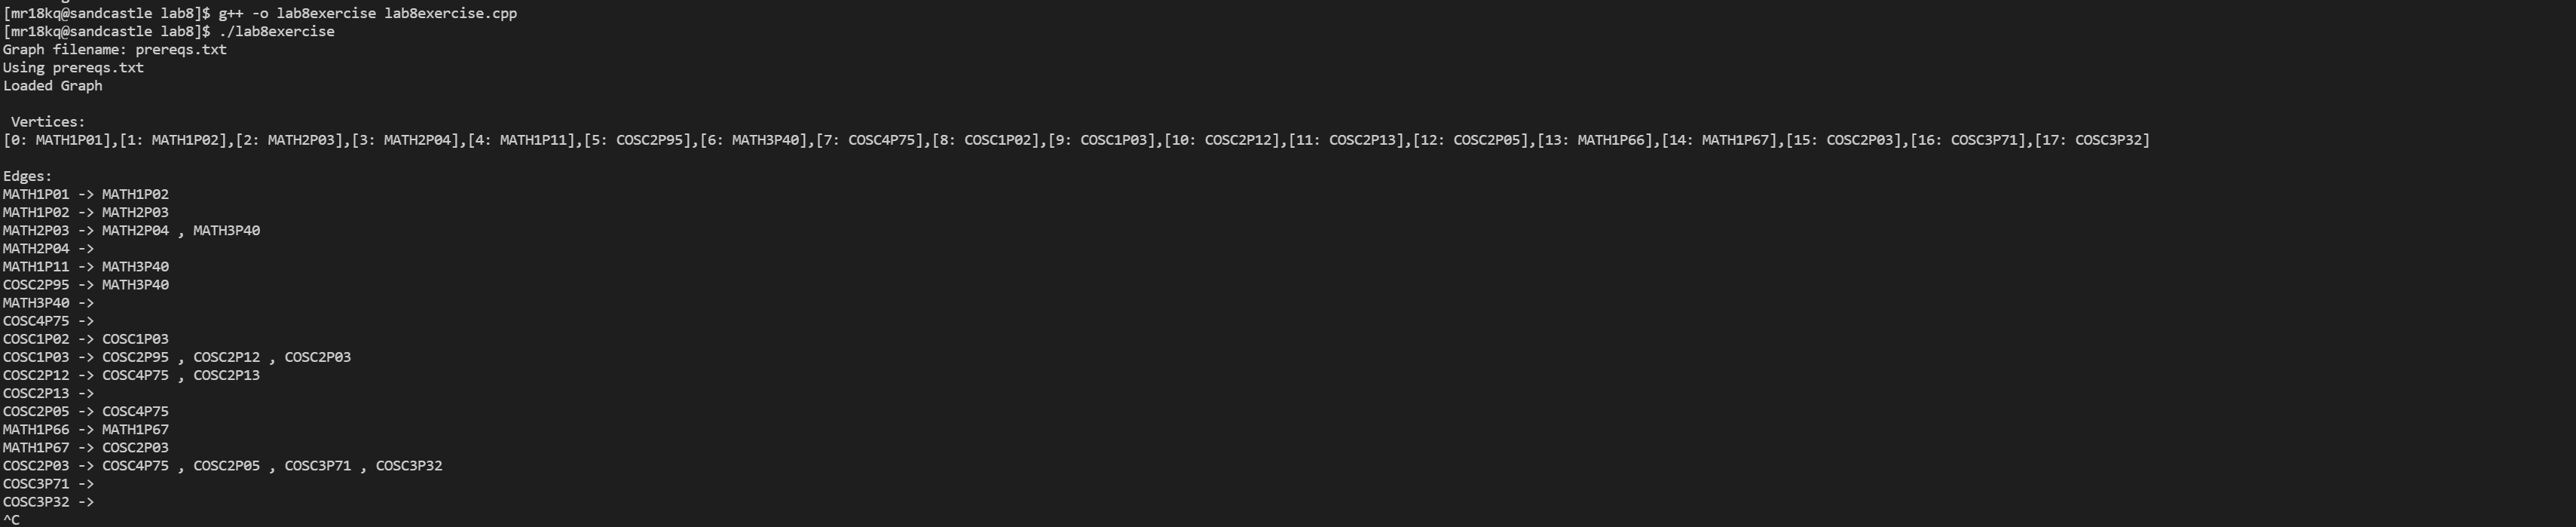 [mr18kq@sandcastle lab8]$ g++ -o lab8exercise lab8exercise.cpp
[mr18kq@sandcastle lab8]$ ./lab8exercise
Graph filename: prereqs.txt
Using prereqs.txt
Loaded Graph
Vertices:
[0: MATH1P01],[1: MATH1P02],[2: MATH2P03],[3: MATH2P04],[4: MATH1P11],[5: COSC2P95],[6: MATH3P40],[7: COSC4P75],[8: COSC1P02],[9: COSC1P03],[10: COSC2P12],[11: COSC2P13],[12: COSC2P05],[13: MATH1P66],[14: MATH1P67],[15: COSC2P03],[16: COSC3P71],[17: COSC3P32]
Edges:
MATH1P01 -> MATH1P02
MATH1P02 -> MATH2P03
MATH2P03 -> MATH2P04 , MATH3P40
MATH2P04 ->
MATH1P11 -> MATH3P40
COSC2P95 -> MATH3P40
MATH3P40 ->
COSC4P75 ->
COSC1P02 -> COSC1P03
COSC1P03 -> COSC2P95 , COSC2P12 , COSC2P03
COSC2P12 -> COSC4P75 , COSC2P13
COSC2P13 ->
COSC2P05 -> COSC4P75
MATH1P66 -> MATH1P67
MATH1P67 -> COSC2P03
COSC2P03 -> COSC4P75 , COSC2P05 , COSC3P71 , COSC3P32
COSC3P71 ->
COSC3P32 ->
^C